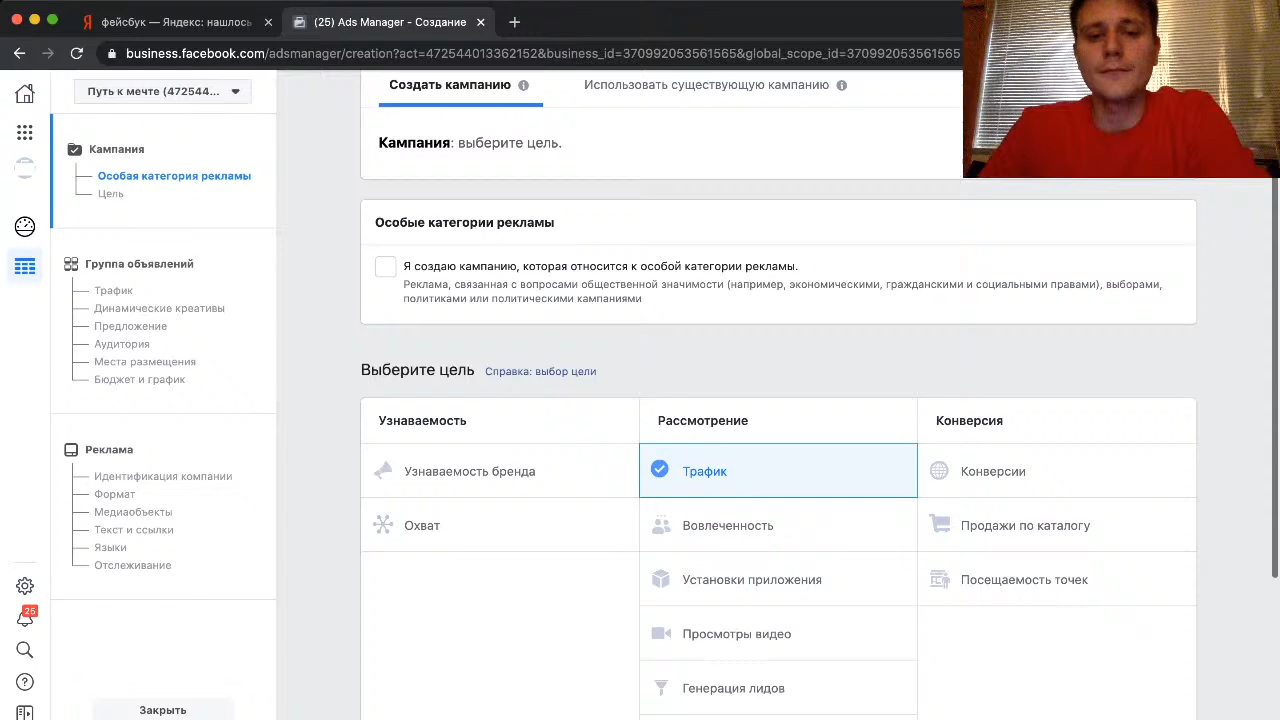 фейсбук — Яндекс: нашлось
(25) Ads Manager - Создание
business.facebook.com/adsmanager/creation?act=472544013362192&business_id=370992053561565&global_scope_id=37099205356156
Путь к мечте (47254...
Кампания
Особая категория рекламы
Цель
Группа объявлений
Трафик
Динамические креативы
Предложение
Аудитория
Места размещения
Бюджет и график
Реклама
Идентификация компании
Формат
Медиаобъекты
Текст и ссылки
Языки
Отслеживание
25
Закрыть
Создать кампанию
Использовать существующую кампанию
Кампания: выберите цель.
Особые категории рекламы
Я создаю кампанию, которая относится к особой категории рекламы.
Реклама, связанная с вопросами общественной значимости (например, экономическими, гражданскими и социальными правами), выборами,
политиками или политическими кампаниями
Выберите цель Справка: выбор цели
Узнаваемость
Рассмотрение
Конверсия
Узнаваемость бренда
Трафик
Конверсии
Охват
Вовлеченность
Продажи по каталогу
Установки приложения
Посещаемость точек
Просмотры видео
Генерация лидов